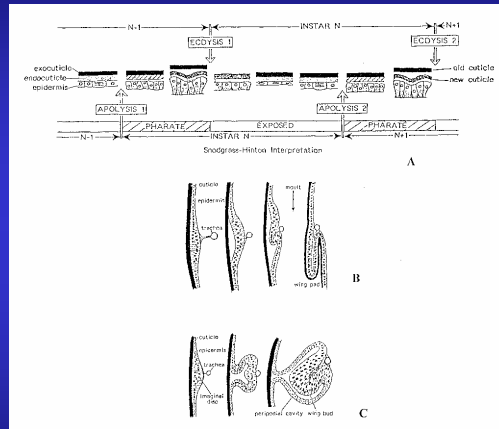 N-1 INSTAR N N+1
ECDYSIS 1 ECDYSIS 2
exocuticle
endocuticle
epidermis
old cuticle
new cuticle
APOLYSIS 1 APOLYSIS 2
PHARATE EXPOSED PHARATE
N-1 INSTAR N N+1
Snodgrass-Hinton Interpretation
A
cuticle
epidermis
trachea
moult
wing pad
B
cuticle
epidermis
trachea
imaginal
disc
peripodial cavity wing bud
C